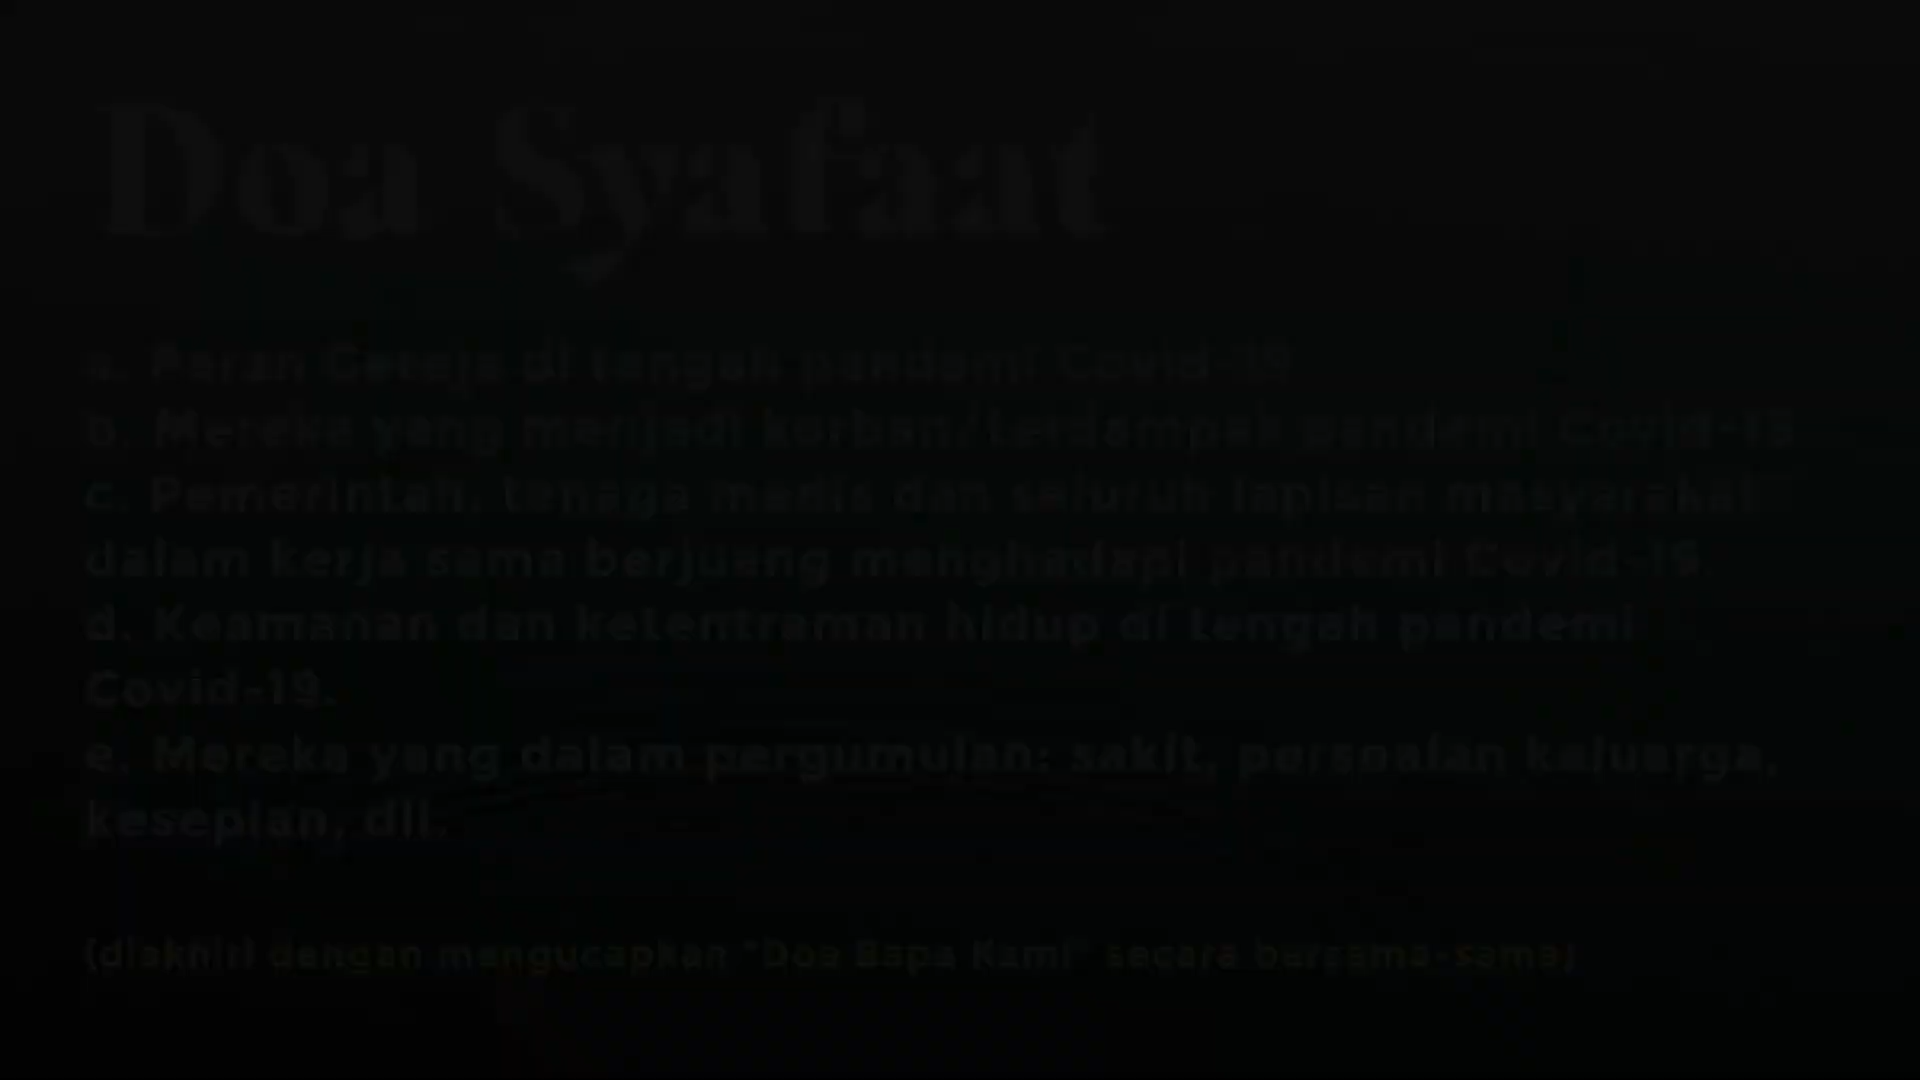 Doa Syafaat
a. Peran Gereja di tengah pandemi Covid-19
b. Mereka yang menjadi korban/terdampak pandemi Covid-19
c. Pemerintah, tenaga medis dan seluruh lapisan masyarakat
dalam kerja sama berjuang menghadapi pandemi Covid-19.
d. Keamanan dan ketentraman hidup di tengah pandemi
Covid-19.
e. Mereka yang dalam pergumulan: sakit, persoalan keluarga,
kesepian, dll.
(diakhiri dengan mengucapkan "Doa Bapa Kami" secara bersama-sama)